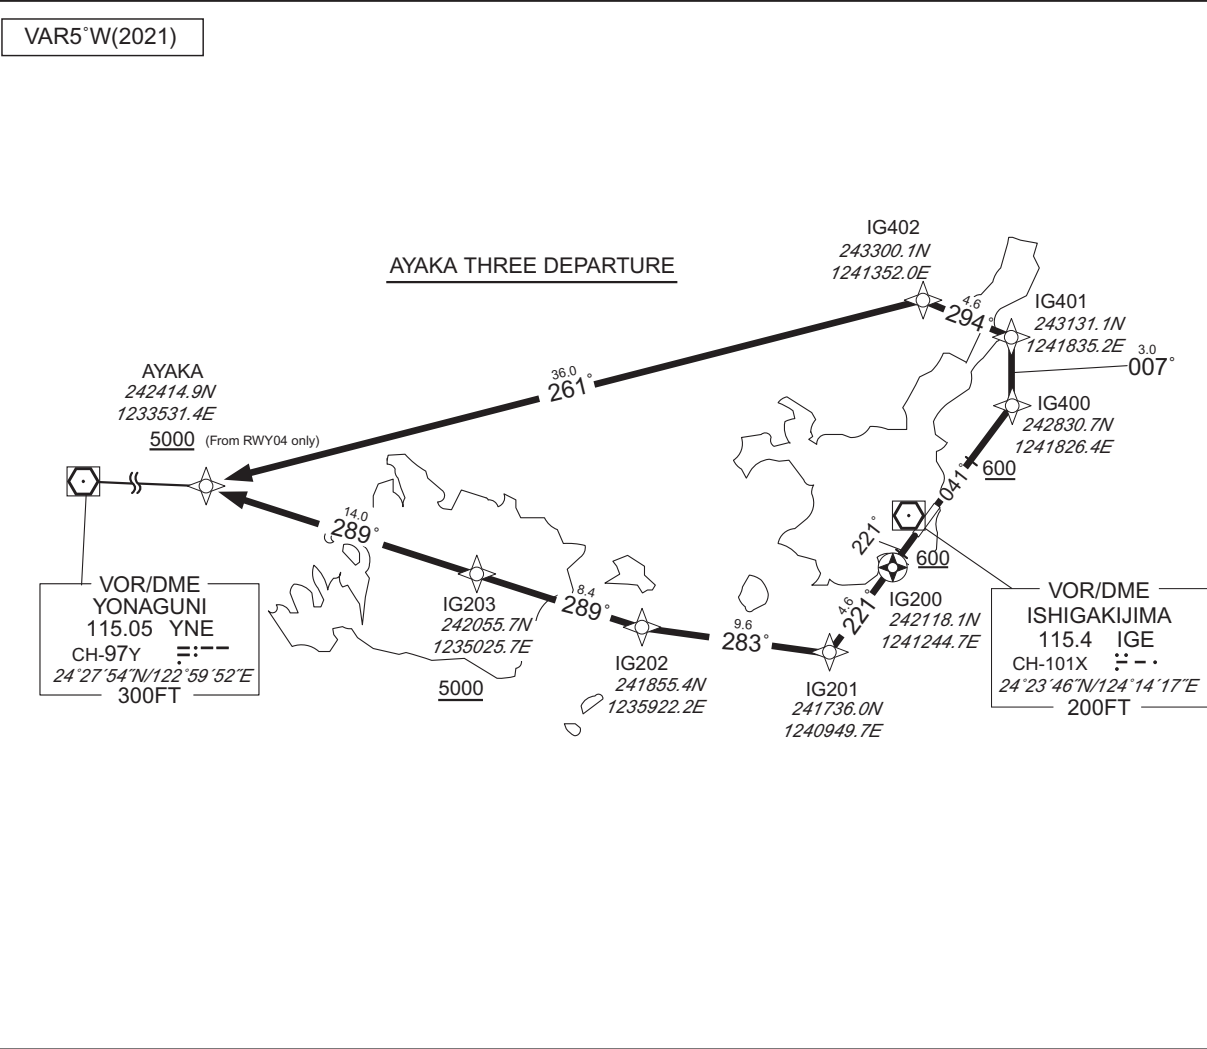 VAR5°W(2021)
AYAKA THREE DEPARTURE
IG402
243300.1N
1241352.0E
4.6
294°
IG401
243131.1N
1241835.2E
3.0
007°
IG400
242830.7N
1241826.4E
600
041°
36.0
261°
AYAKA
242414.9N
1233531.4E
5000 (From RWY04 only)
14.0
289°
IG203
242055.7N
1235025.7E
5000
8.4
289°
IG202
241855.4N
1235922.2E
9.6
283°
IG201
241736.0N
1240949.7E
4.6
221°
221°
600
IG200
242118.1N
1241244.7E
VOR/DME
YONAGUNI
115.05 YNE
CH-97Y
24°27´54˝N/122°59´52˝E
300FT
VOR/DME
ISHIGAKIJIMA
115.4 IGE
CH-101X
24°23´46˝N/124°14´17˝E
200FT